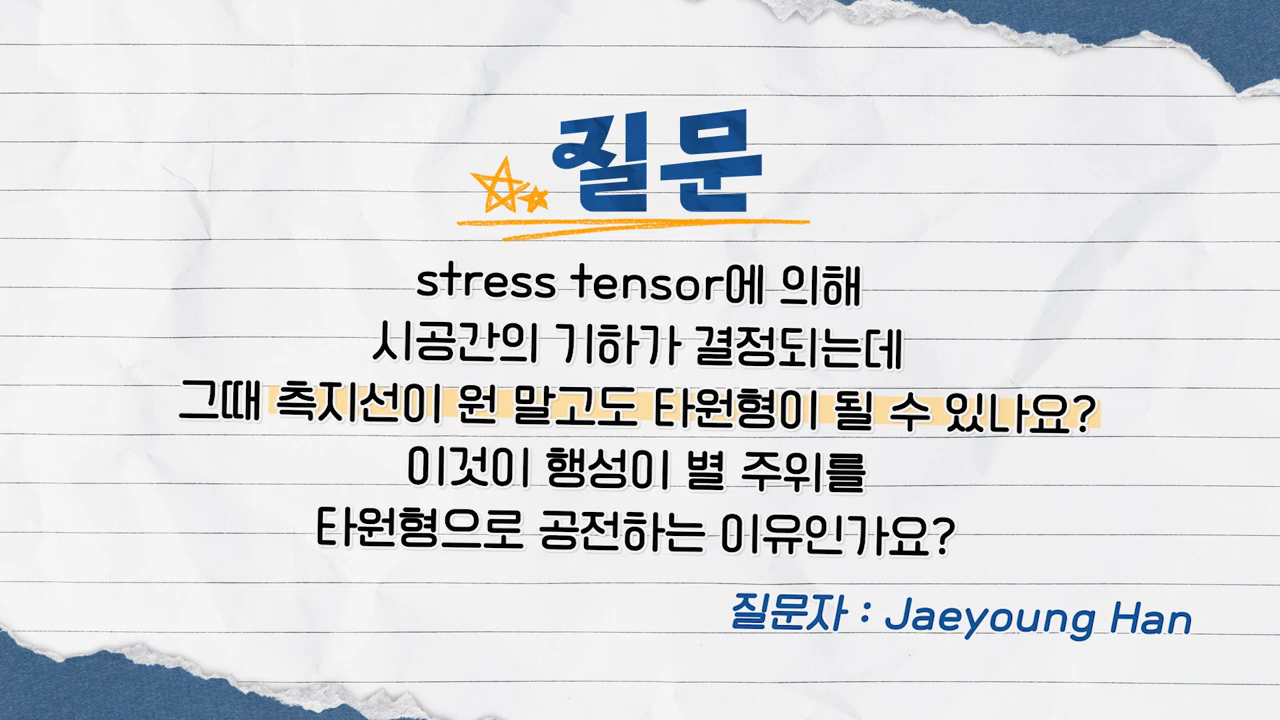 질문
stress tensor에 의해
시공간의 기하가 결정되는데
그때 측지선이 원 말고도 타원형이 될 수 있나요?
이것이 행성이 별 주위를
타원형으로 공전하는 이유인가요?
질문자 : Jaeyoung Han